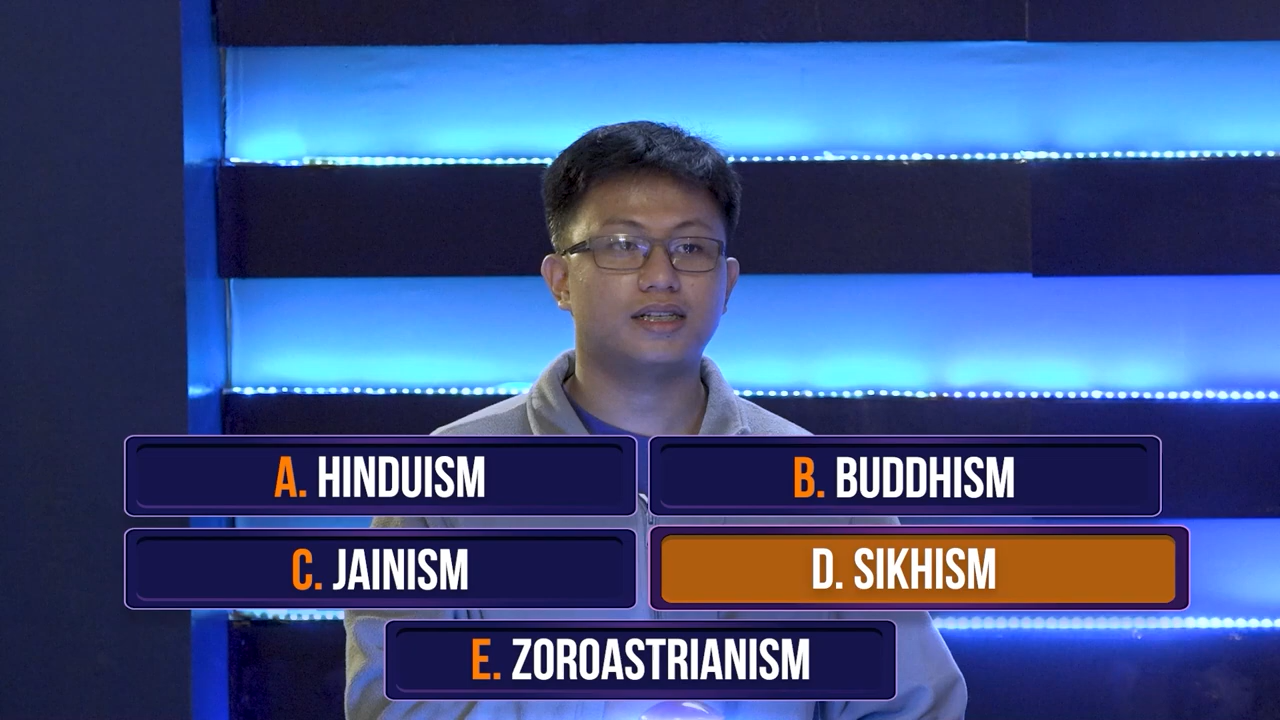 A. HINDUISM
B. BUDDHISM
C. JAINISM
D. SIKHISM
E. ZOROASTRIANISM